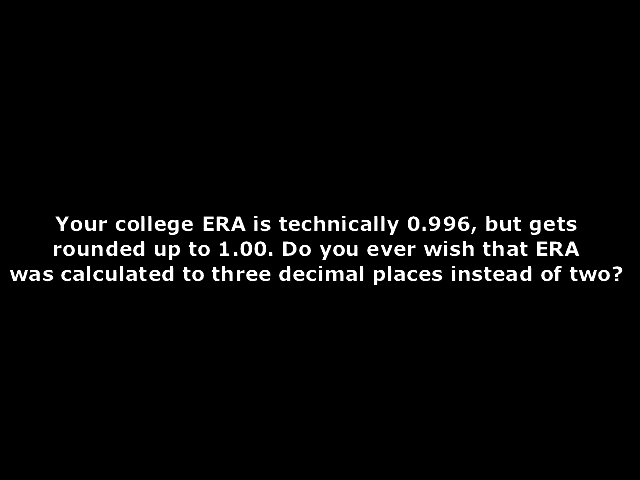 Your college ERA is technically 0.996, but gets
rounded up to 1.00. Do you ever wish that ERA
was calculated to three decimal places instead of two?